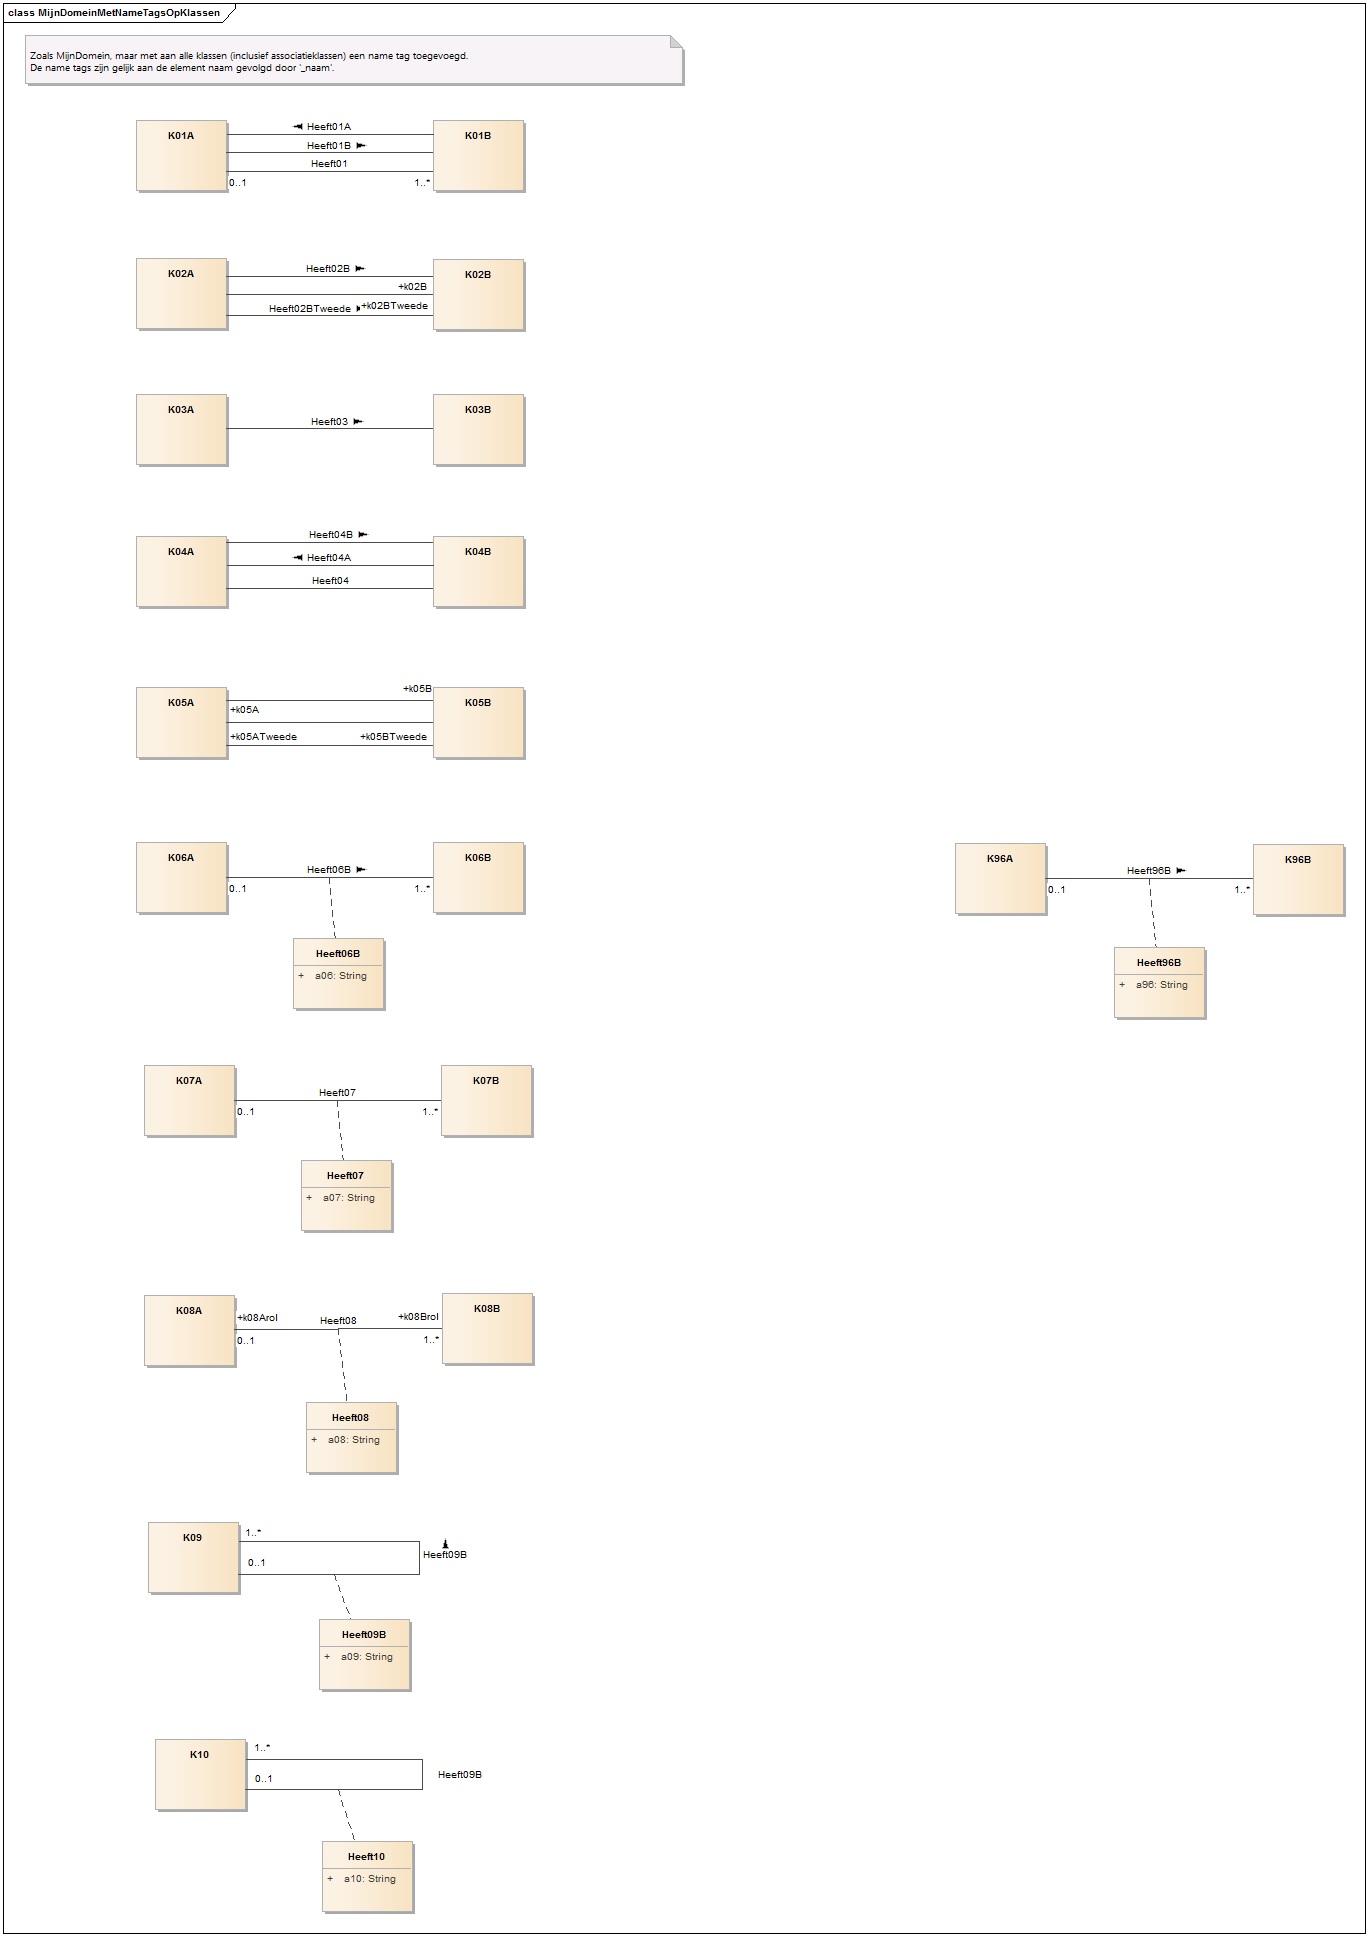 class MijnDomeinMetNameTagsOpKlassen
Zoals MijnDomein, maar met aan alle klassen (inclusief associatieklassen) een name tag toegevoegd.
De name tags zijn gelijk aan de element naam gevolgd door '_naam'.
K01A
Heeft01A
K01B
Heeft01B
Heeft01
0..1
1..*
K02A
Heeft02B
K02B
+k02B
Heeft02BTweede
+k02BTweede
K03A
Heeft03
K03B
K04A
Heeft04B
K04B
Heeft04A
Heeft04
K05A
+k05B
K05B
+k05A
+k05ATweede
+k05BTweede
K06A
Heeft06B
K06B
0..1
1..*
Heeft06B
+ a06: String
K96A
Heeft96B
K96B
0..1
1..*
Heeft96B
+ a96: String
K07A
Heeft07
K07B
0..1
1..*
Heeft07
+ a07: String
K08A
+k08Arol
Heeft08
+k08Brol
K08B
0..1
1..*
Heeft08
+ a08: String
K09
1..*
0..1
Heeft09B
Heeft09B
+ a09: String
K10
1..*
0..1
Heeft09B
Heeft10
+ a10: String